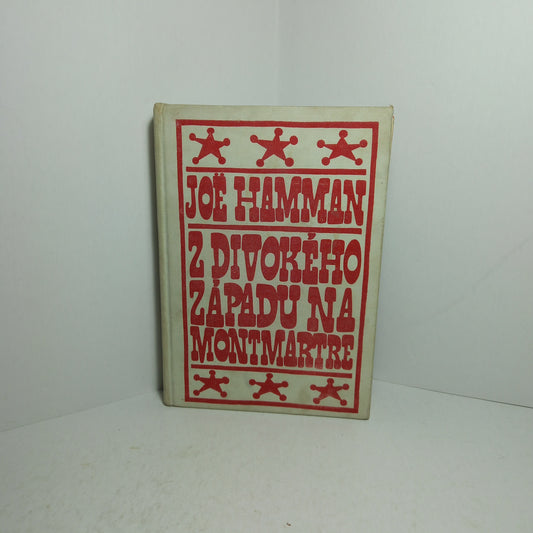 JOË HAMMAN
Z DIVOKÉHO
ZÁPADU NA
MONTMARTRE